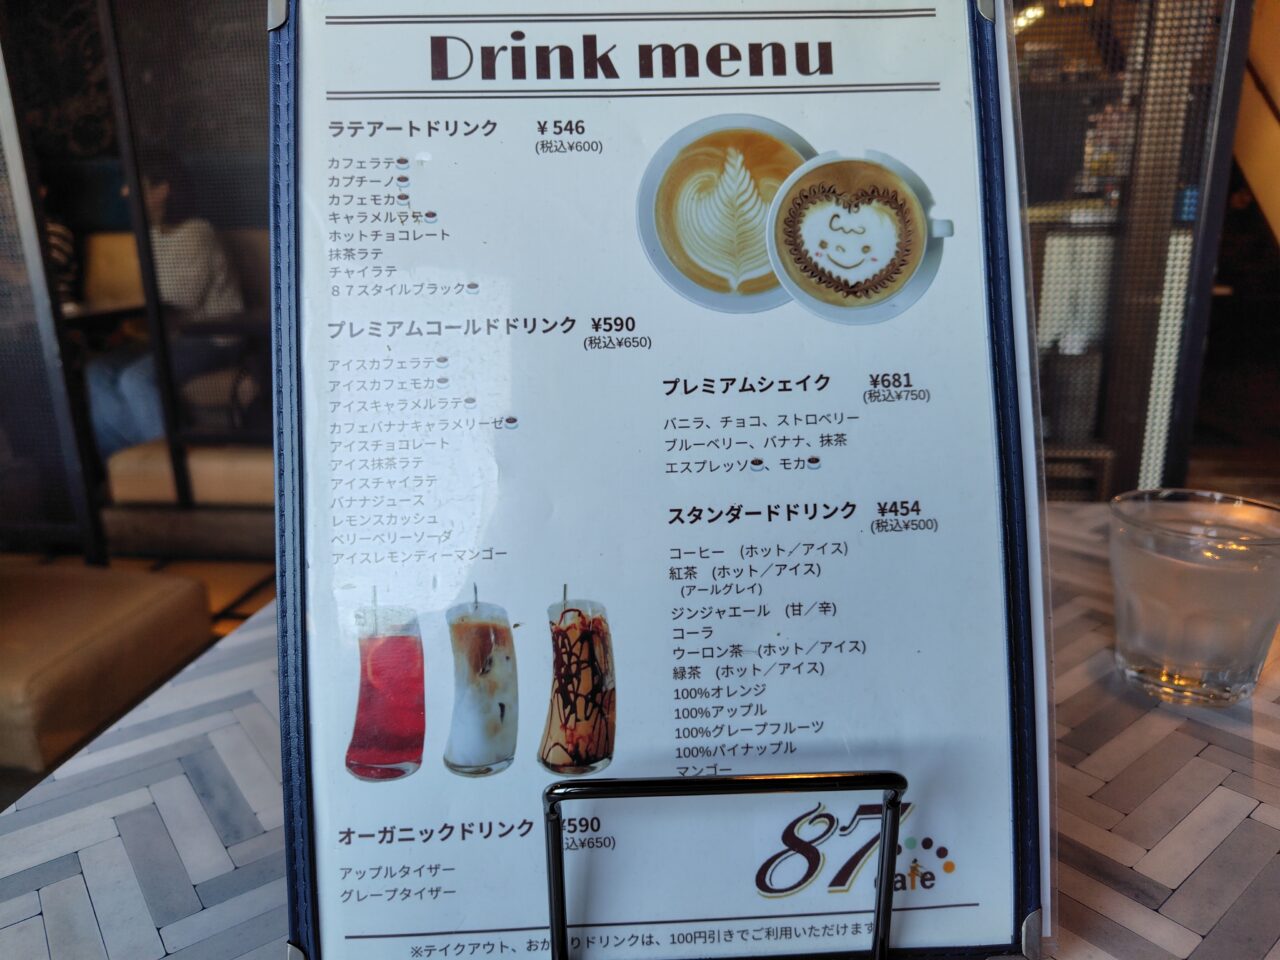 Drink menu
ラテアートドリンク ¥546
(税込¥600)
カフェラテ☕
カプチーノ☕
カフェモカ☕
キャラメルラテ☕
ホットチョコレート
抹茶ラテ
チャイラテ
87スタイルブラック☕
プレミアムコールドドリンク ¥590
(税込¥650)
アイスカフェラテ☕
アイスカフェモカ☕
アイスキャラメルラテ☕
カフェバナナキャラメリーゼ☕
アイスチョコレート
アイス抹茶ラテ
アイスチャイラテ
バナナジュース
レモンスカッシュ
ベリーベリーソーダ
アイスレモンティーマンゴー
オーガニックドリンク ¥590
込¥650)
アップルタイザー
グレープタイザー
プレミアムシェイク ¥681
(税込¥750)
バニラ、チョコ、ストロベリー
ブルーベリー、バナナ、抹茶
エスプレッソ☕、モカ☕
スタンダードドリンク ¥454
(税込¥500)
コーヒー (ホット/アイス)
紅茶 (ホット/アイス)
(アールグレイ)
ジンジャエール (甘/辛)
コーラ
ウーロン茶 (ホット/アイス)
緑茶 (ホット/アイス)
100%オレンジ
100%アップル
100%グレープフルーツ
100%パイナップル
マンゴー
87
cafe
※テイクアウト、おかわりドリンクは、100円引きでご利用いただけます